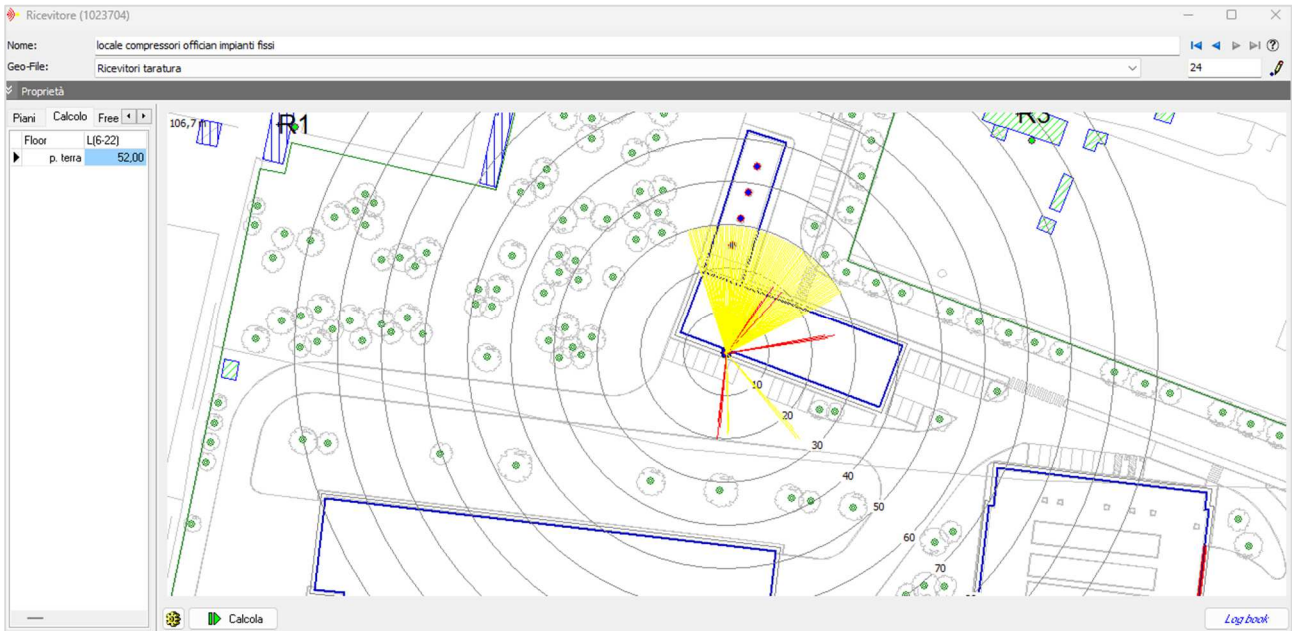 Ricevitore (1023704)
Nome:
locale compressori offician impianti fissi
Geo-File:
Ricevitori taratura
24
Proprietà
Piani
Calcolo
Free
Floor
L(6-22)
p. terra
52,00
106,7
R1
R3
10
20
30
40
50
60
70
Calcola
Log book